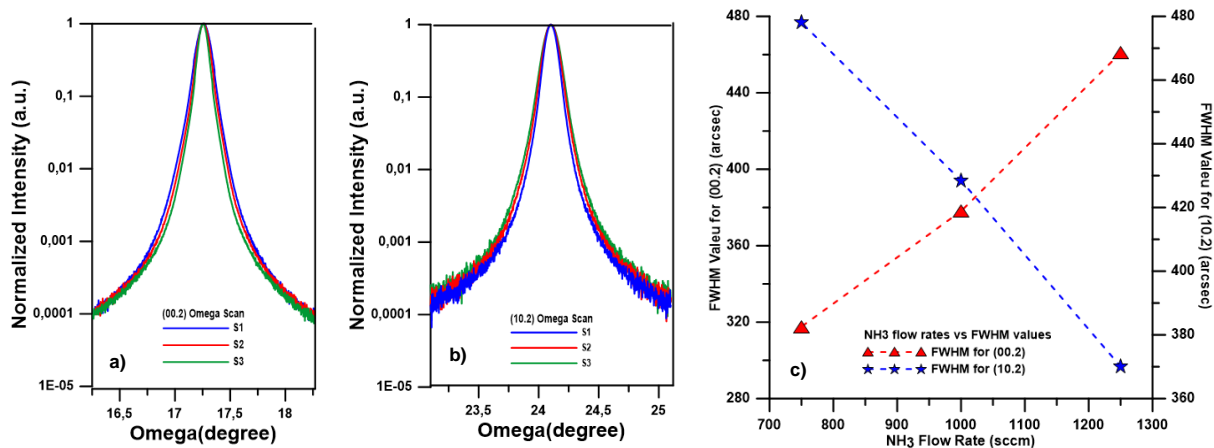 a)
Normalized Intensity (a.u.)
1
0,1
0,01
0,001
0,0001
1E-05
(00.2) Omega Scan
S1
S2
S3
16,5
17
17,5
18
Omega(degree)
b)
Normalized Intensity (a.u.)
1
0,1
0,01
0,001
0,0001
1E-05
(10.2) Omega Scan
S1
S2
S3
23,5
24
24,5
25
Omega(degree)
c)
FWHM Valeu for (00.2) (arcsec)
480
440
400
360
320
280
FWHM Valeu for (10.2) (arcsec)
480
460
440
420
400
380
360
NH3 flow rates vs FWHM values
FWHM for (00.2)
FWHM for (10.2)
700
800
900
1000
1100
1200
1300
NH3 Flow Rate (sccm)